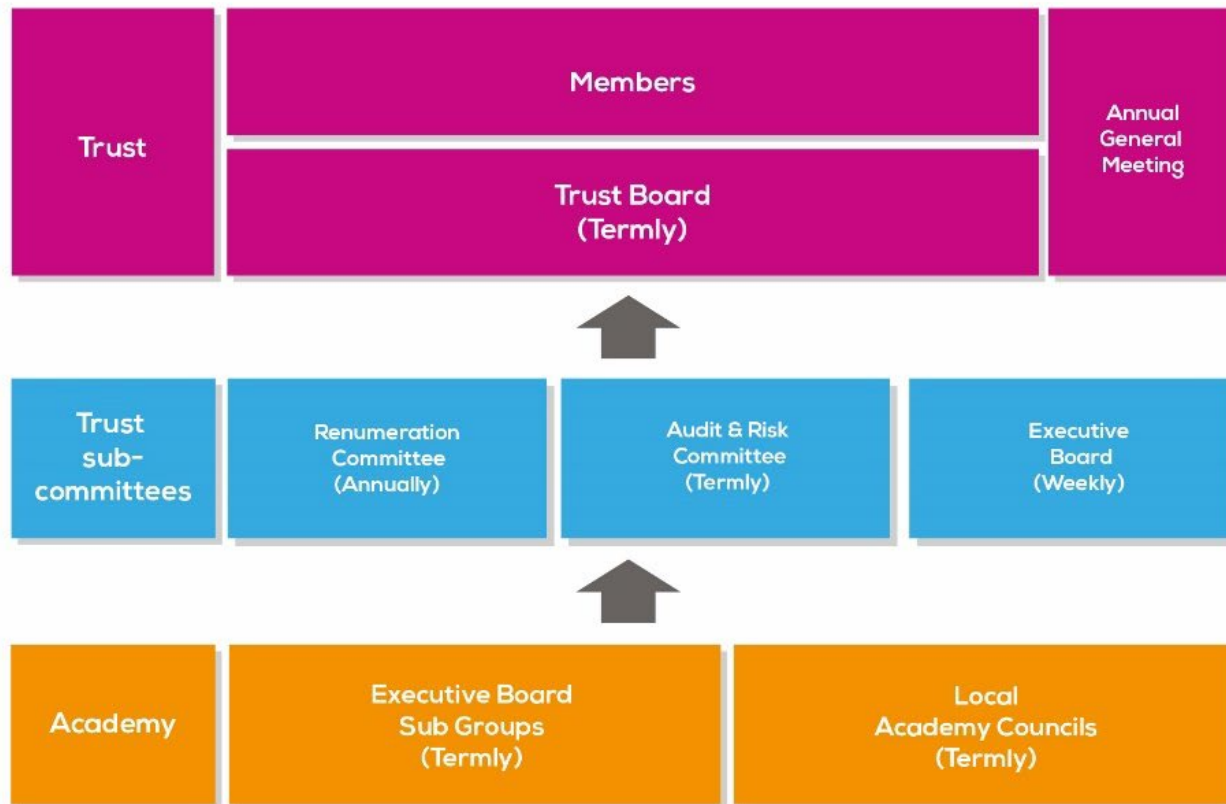 Trust
Members
Trust Board
(Termly)
Annual
General
Meeting
Trust
sub-
committees
Renumeration
Committee
(Annually)
Audit & Risk
Committee
(Termly)
Executive
Board
(Weekly)
Academy
Executive Board
Sub Groups
(Termly)
Local
Academy Councils
(Termly)